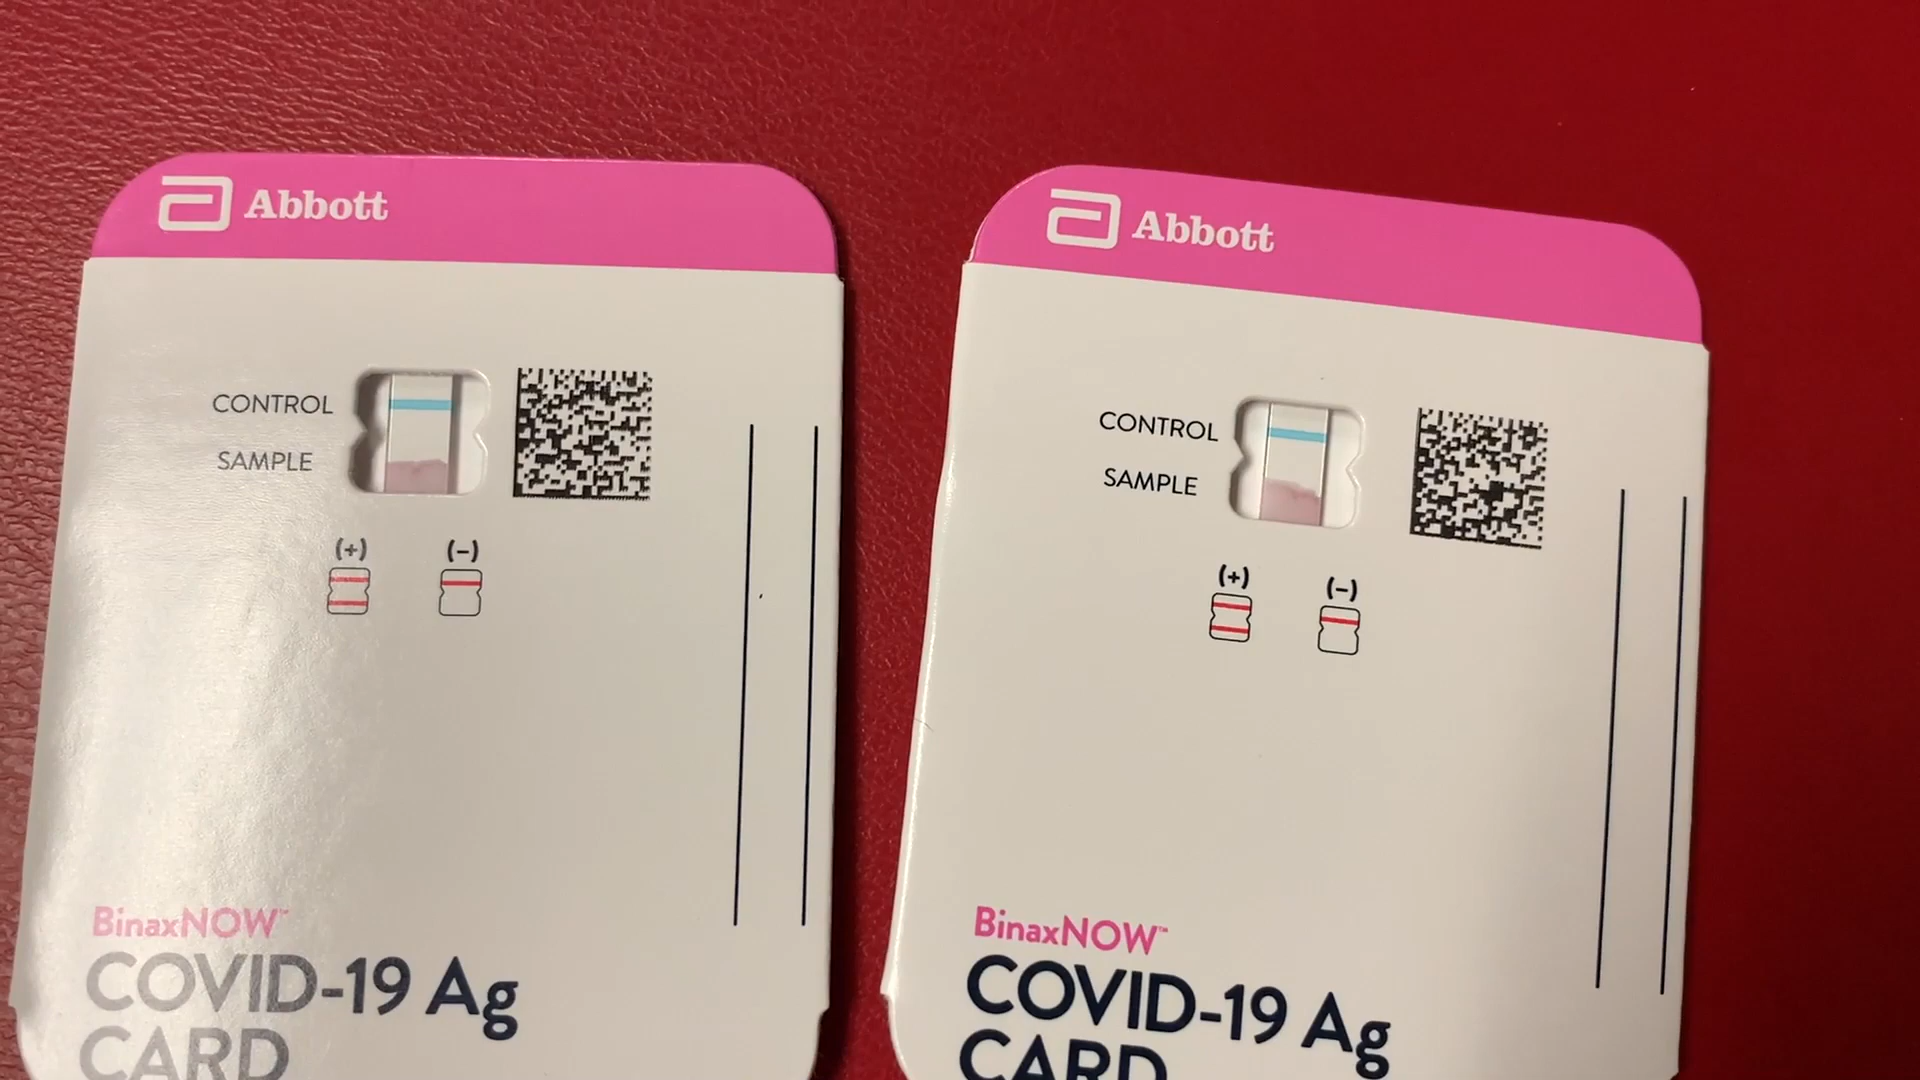 Abbott
CONTROL
SAMPLE
(+) (-)
BinaxNOW™
COVID-19 Ag
CARD
Abbott
CONTROL
SAMPLE
(+) (-)
BinaxNOW™
COVID-19 Ag
CARD